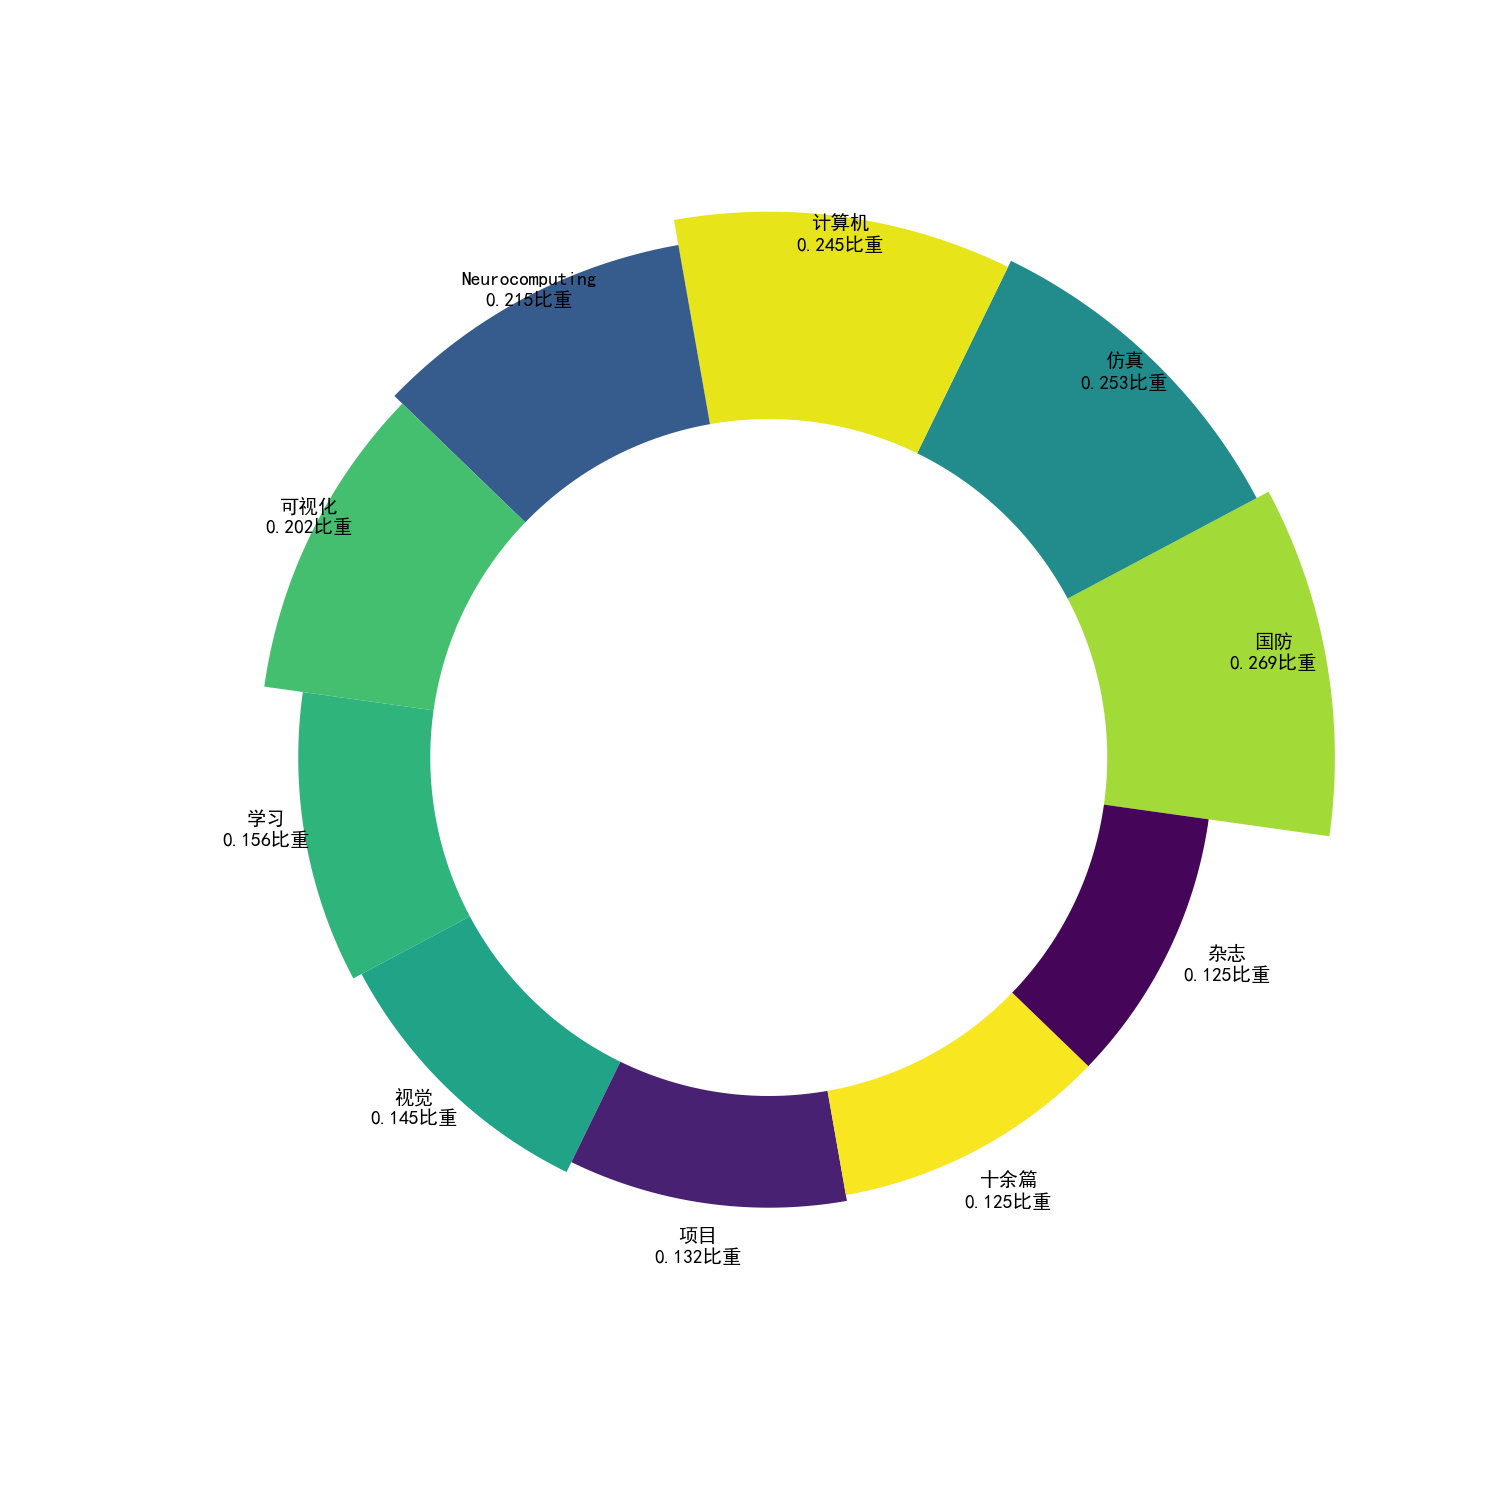 计算机
0.245比重
Neurocomputing
0.215比重
仿真
0.253比重
可视化
0.202比重
国防
0.269比重
学习
0.156比重
杂志
0.125比重
视觉
0.145比重
十余篇
0.125比重
项目
0.132比重